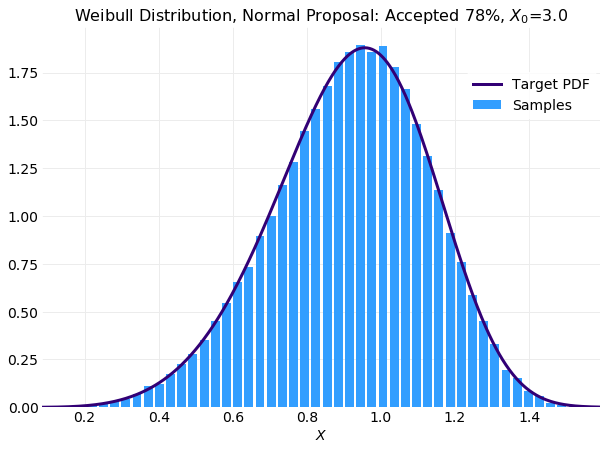 Weibull Distribution, Normal Proposal: Accepted 78%, X₀=3.0
Target PDF
Samples
1.75
1.50
1.25
1.00
0.75
0.50
0.25
0.00
0.2 0.4 0.6 0.8 1.0 1.2 1.4
X